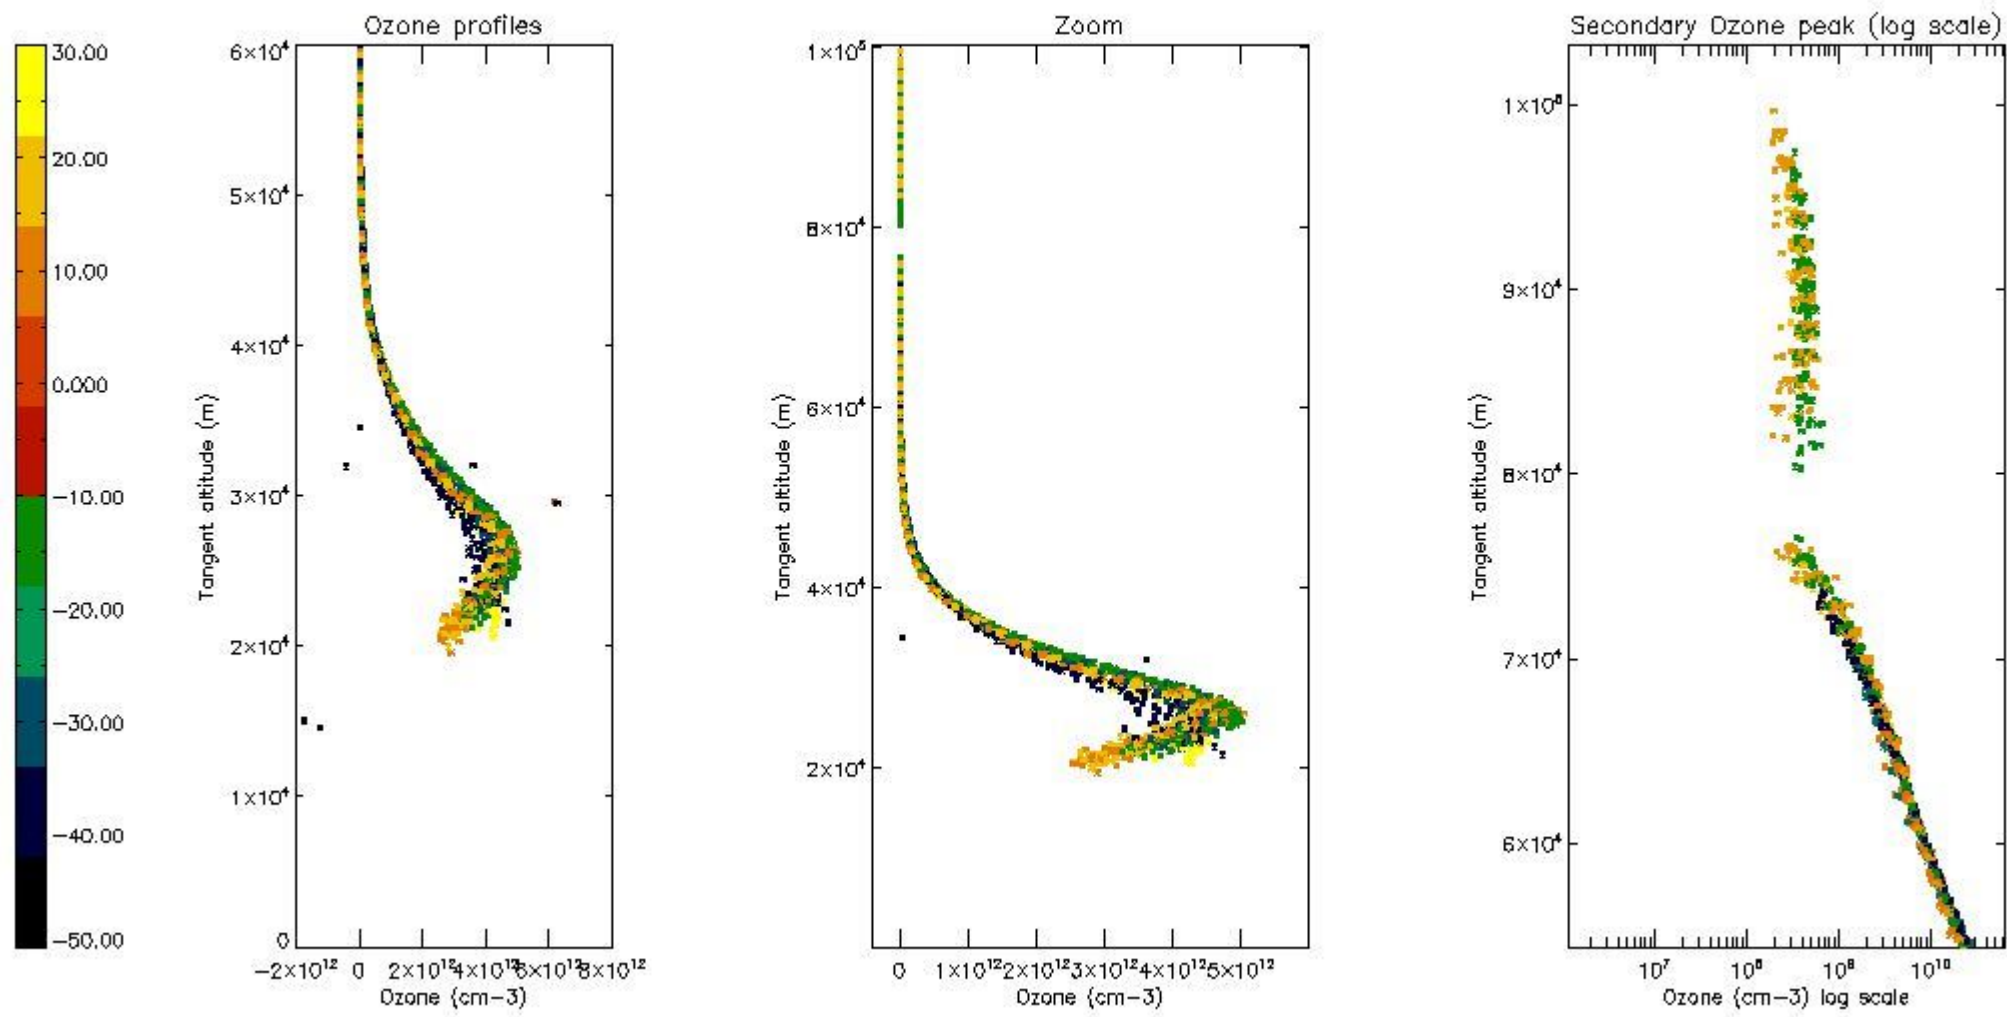 Ozone profiles
Zoom
Secondary Ozone peak (log scale)
30.00
20.00
10.00
0.000
-10.00
-20.00
-30.00
-40.00
-50.00
6×10⁴
5×10⁴
4×10⁴
3×10⁴
2×10⁴
1×10⁴
0
Tangent altitude (m)
-2×10¹² 0 2×10¹² 4×10¹² 6×10¹² 8×10¹²
Ozone (cm-3)
1×10⁵
8×10⁴
6×10⁴
4×10⁴
2×10⁴
Tangent altitude (m)
0 1×10¹² 2×10¹² 3×10¹² 4×10¹² 5×10¹²
Ozone (cm-3)
1×10⁵
9×10⁴
8×10⁴
7×10⁴
6×10⁴
Tangent altitude (m)
10⁷ 10⁸ 10⁹ 10¹⁰
Ozone (cm-3) log scale